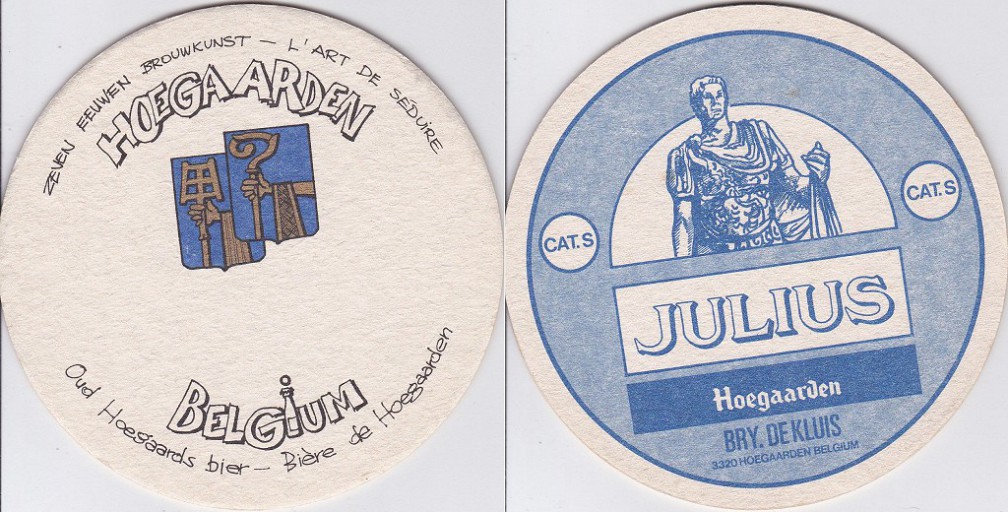 ZEVEN EEUWEN BROUWKUNST – L'ART DE SÉDUIRE
HOEGAARDEN
BELGIUM
Oud Hoegaards bier – Bière de Hoegaarden
CAT.S
CAT.S
JULIUS
Hoegaarden
BRY. DE KLUIS
3320 HOEGAARDEN BELGIUM